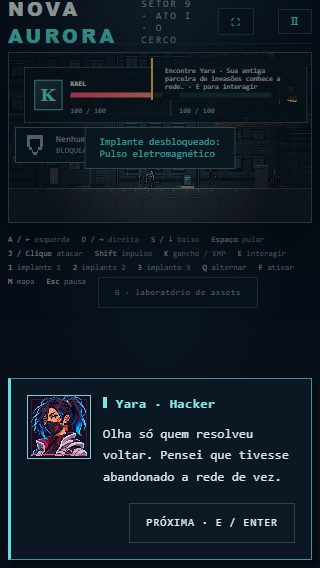 NOVA
AURORA
SETOR 9
· ATO I
· O
CERCO
II
K
KAEL
100 / 100
100 / 100
Encontre Yara · Sua antiga
parceira de invasões conhece a
rede. · E para interagir
Nenhum
BLOQUEA
Implante desbloqueado:
Pulso eletromagnético
A / ← esquerda D / → direita S / ↓ baixo Espaço pular
J / Clique atacar Shift impulso K gancho / EMP E interagir
1 implante 1 2 implante 2 3 implante 3 Q alternar F ativar
M mapa Esc pausa
G · laboratório de assets
Yara · Hacker
Olha só quem resolveu
voltar. Pensei que tivesse
abandonado a rede de vez.
PRÓXIMA · E / ENTER